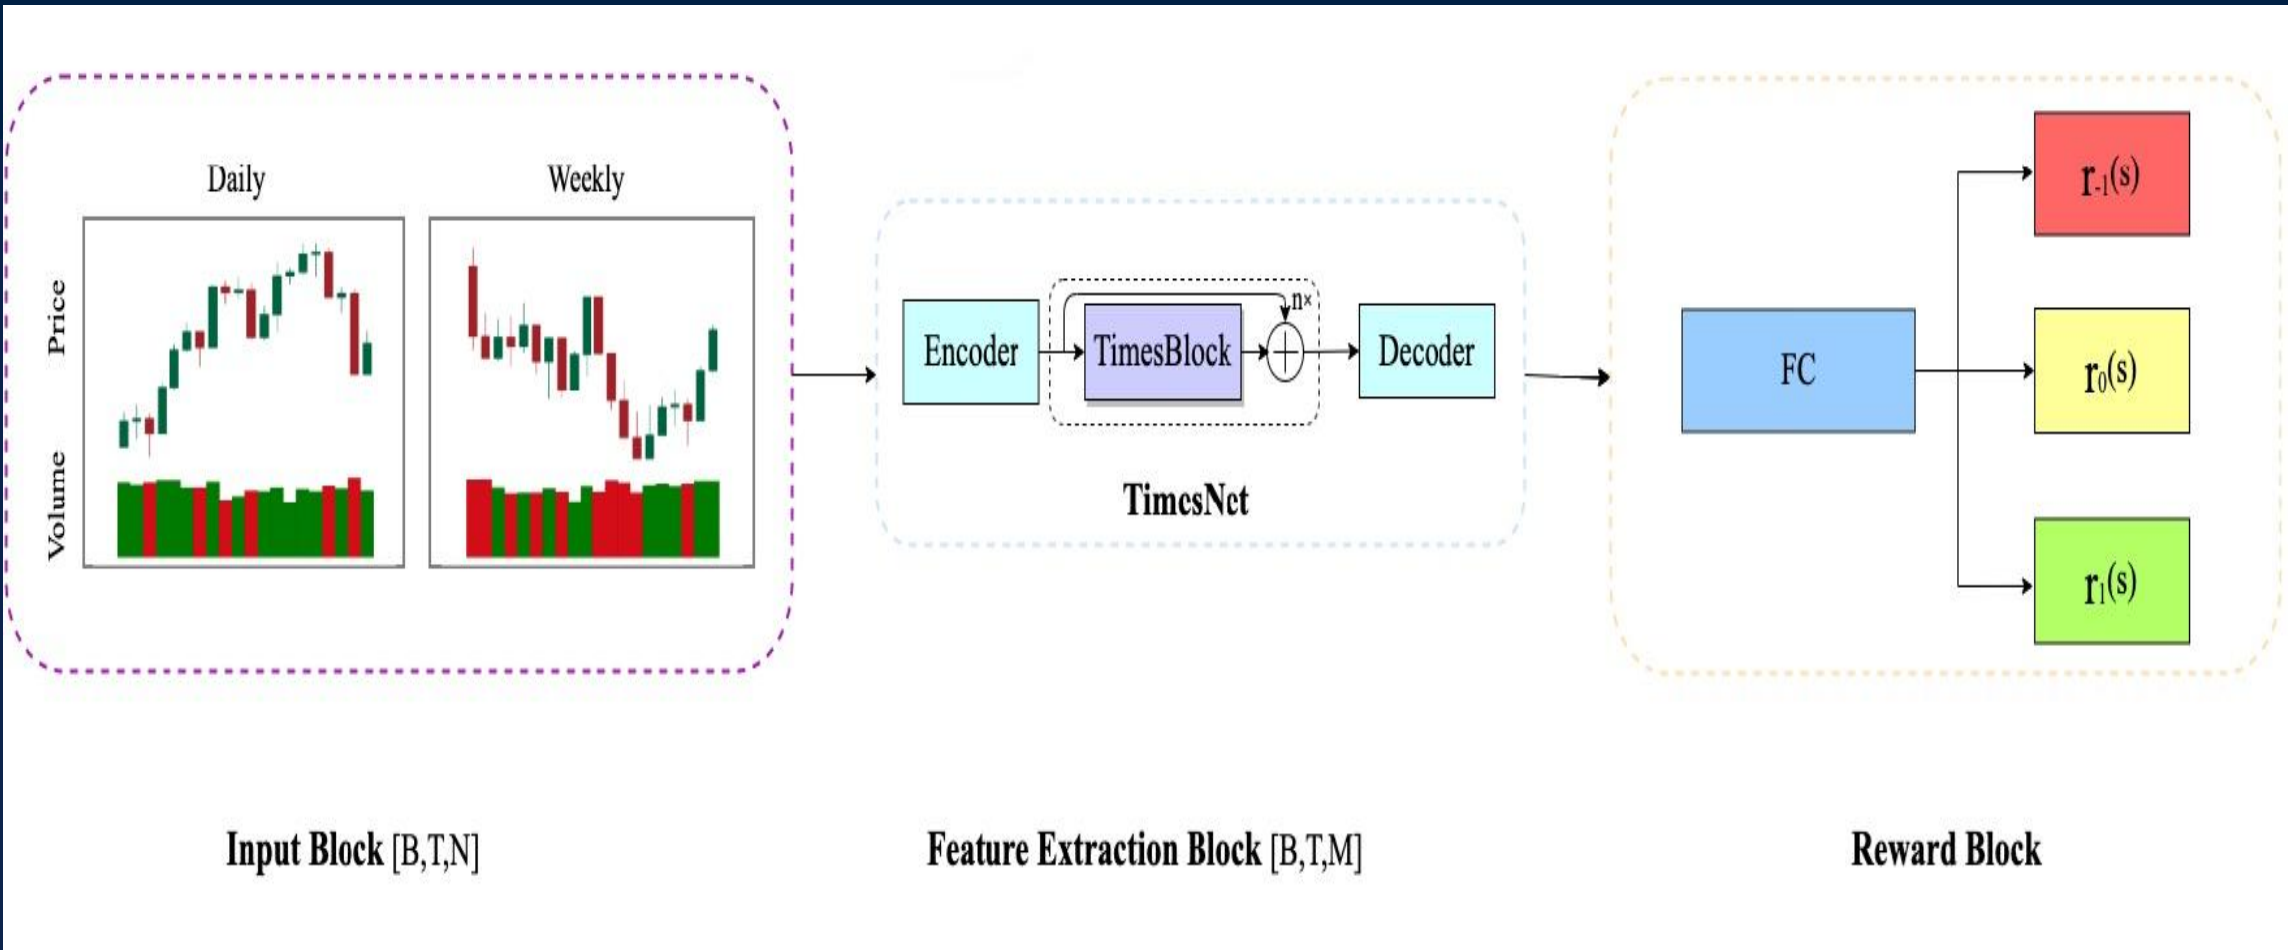 Daily
Weekly
Price
Volume
Encoder
TimesBlock
n×
Decoder
TimesNet
FC
r-1(s)
r0(s)
r1(s)
Input Block [B,T,N]
Feature Extraction Block [B,T,M]
Reward Block